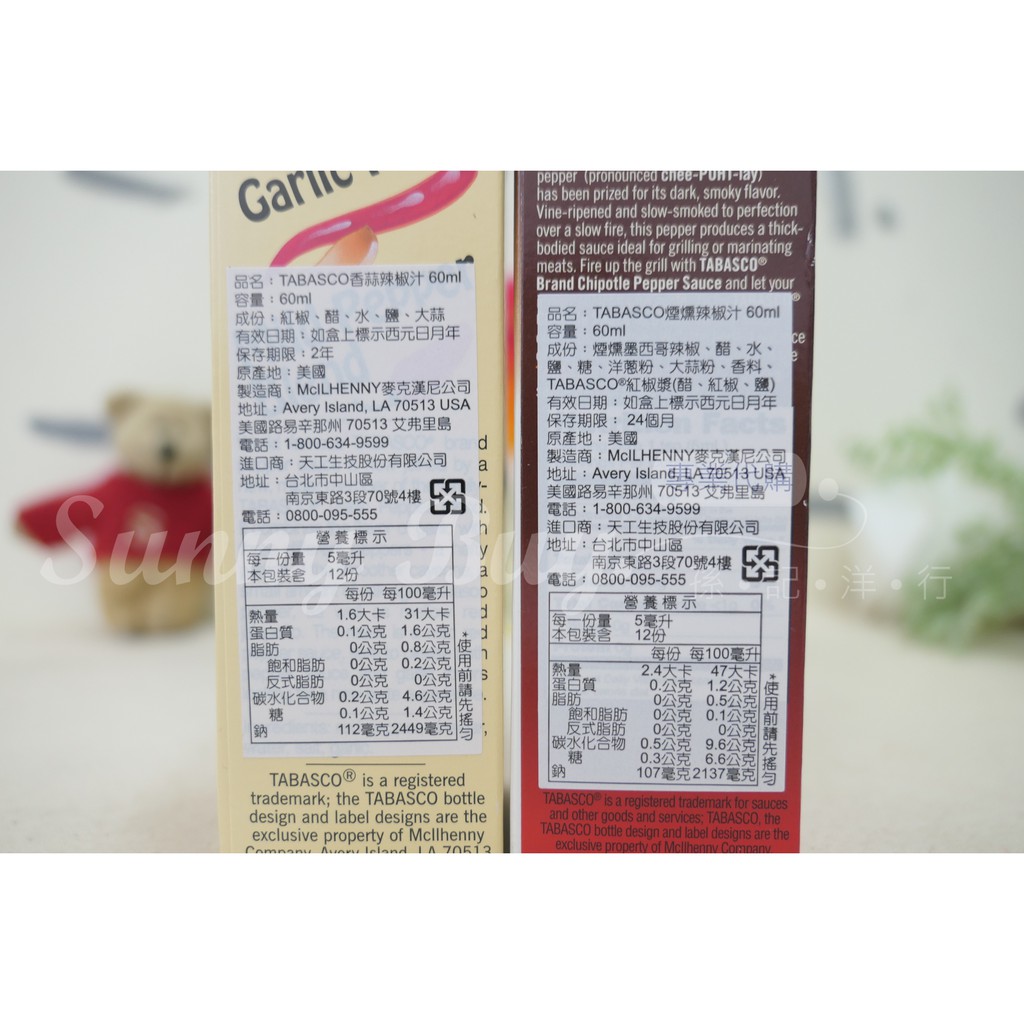 Garlic
品名：TABASCO香蒜辣椒汁 60ml
容量：60ml
成份：紅椒、醋、水、鹽、大蒜
有效日期：如盒上標示西元日月年
保存期限：2年
原產地：美國
製造商：McILHENNY麥克漢尼公司
地址：Avery Island, LA 70513 USA
美國路易辛那州 70513 艾弗里島
電話：1-800-634-9599
進口商：天工生技股份有限公司
地址：台北市中山區
南京東路3段70號4樓
電話：0800-095-555
營養標示
每一份量 5毫升
本包裝含 12份
每份 每100毫升
熱量 1.6大卡 31大卡
蛋白質 0.1公克 1.6公克
脂肪 0公克 0.8公克
飽和脂肪 0公克 0.2公克
反式脂肪 0公克 0公克
碳水化合物 0.2公克 4.6公克
糖 0.1公克 1.4公克
鈉 112毫克 2449毫克
*使用前請先搖勻
TABASCO® is a registered
trademark; the TABASCO bottle
design and label designs are the
exclusive property of McIlhenny
Company, Avery Island, LA 70513
pepper (pronounced chee-POHT-lay)
has been prized for its dark, smoky flavor.
Vine-ripened and slow-smoked to perfection
over a slow fire, this pepper produces a thick-
bodied sauce ideal for grilling or marinating
meats. Fire up the grill with TABASCO®
Brand Chipotle Pepper Sauce and let your
品名：TABASCO煙燻辣椒汁 60ml
容量：60ml
成份：煙燻墨西哥辣椒、醋、水、
鹽、糖、洋蔥粉、大蒜粉、香料、
TABASCO®紅椒漿(醋、紅椒、鹽)
有效日期：如盒上標示西元日月年
保存期限：24個月
原產地：美國
製造商：McILHENNY麥克漢尼公司
地址：Avery Island, LA 70513 USA
美國路易辛那州 70513 艾弗里島
電話：1-800-634-9599
進口商：天工生技股份有限公司
地址：台北市中山區
南京東路3段70號4樓
電話：0800-095-555
營養標示
每一份量 5毫升
本包裝含 12份
每份 每100毫升
熱量 2.4大卡 47大卡
蛋白質 0.公克 1.2公克
脂肪 0公克 0.5公克
飽和脂肪 0公克 0.1公克
反式脂肪 0公克 0公克
碳水化合物 0.5公克 9.6公克
糖 0.3公克 6.6公克
鈉 107毫克 2137毫克
*使用前請先搖勻
TABASCO® is a registered trademark for sauces
and other goods and services; TABASCO, the
TABASCO bottle design and label designs are the
exclusive property of McIlhenny Company,
Sunny Buy
孫·記·洋·行